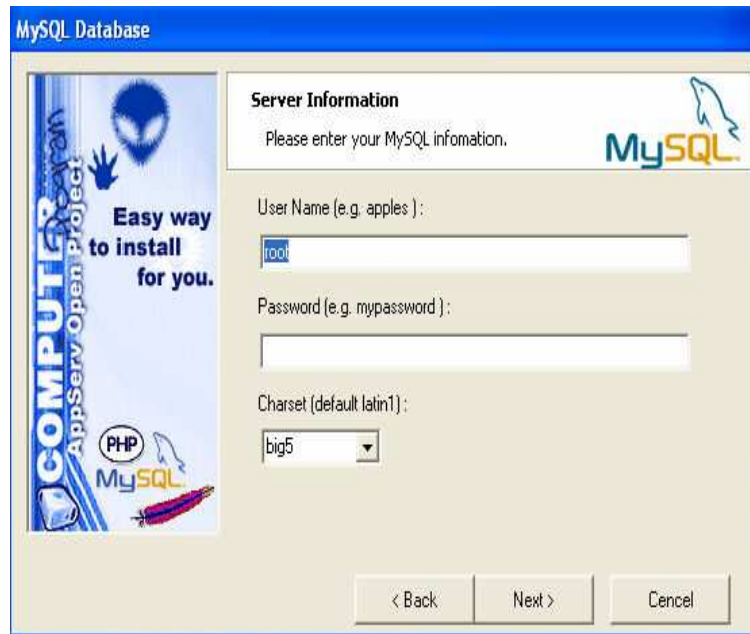 MySQL Database
COMPUTER
Program
AppServ Open Project
Easy way
to install
for you.
PHP
MySQL
Server Information
Please enter your MySQL infomation.
MySQL
User Name (e.g. apples ) :
root
Password (e.g. mypassword ) :
Charset (default latin1) :
big5
< Back
Next >
Cencel